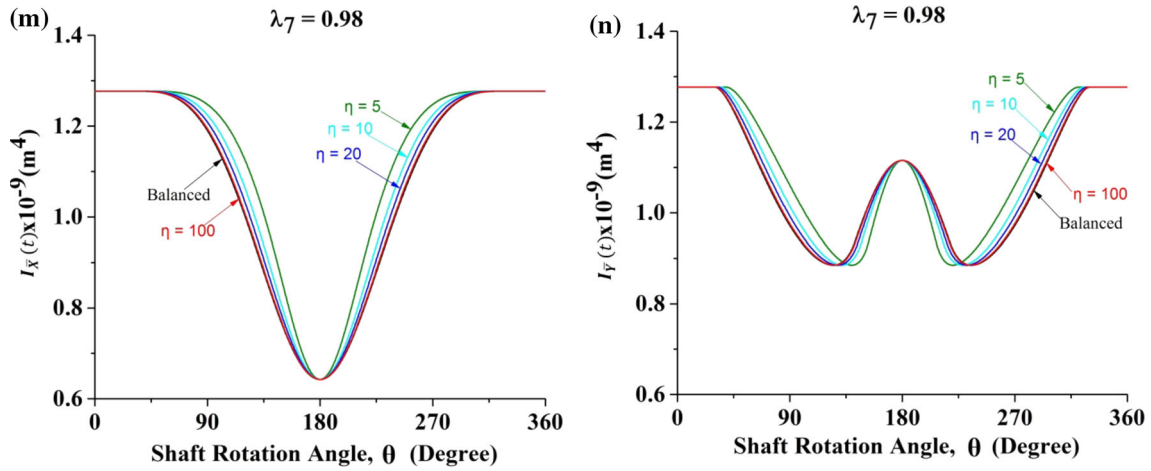 (m)
λ7 = 0.98
1.4
1.2
1.0
0.8
0.6
I_X̄ (t)x10⁻⁹(m⁴)
η = 5
η = 10
η = 20
Balanced
η = 100
0 90 180 270 360
Shaft Rotation Angle, θ (Degree)
(n)
λ7 = 0.98
1.4
1.2
1.0
0.8
0.6
I_Ȳ (t)x10⁻⁹(m⁴)
η = 5
η = 10
η = 20
η = 100
Balanced
0 90 180 270 360
Shaft Rotation Angle, θ (Degree)